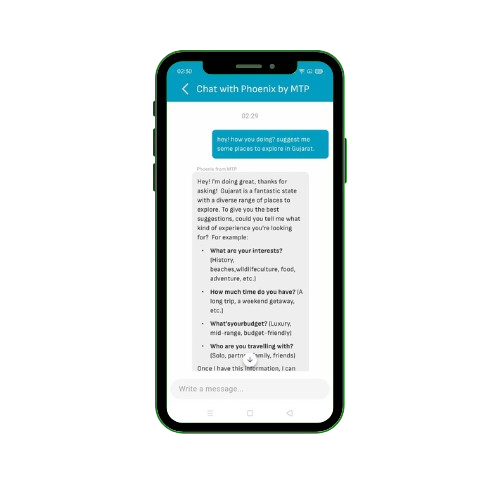 02:30
Chat with Phoenix by MTP
02:29
hey! how you doing? suggest me
some places to explore in Gujarat.
Phoenix from MTP
Hey! I'm doing great, thanks for
asking! Gujarat is a fantastic state
with a diverse range of places to
explore. To give you the best
suggestions, could you tell me what
kind of experience you're looking
for? For example:
• What are your interests?
(History,
beaches,wildlifeculture, food,
adventure, etc.)
• How much time do you have? (A
long trip, a weekend getaway,
etc.)
• What'syourbudget? (Luxury,
mid-range, budget-friendly)
• Who are you travelling with?
(Solo, family, friends)
Once I have this information, I can
Write a message...